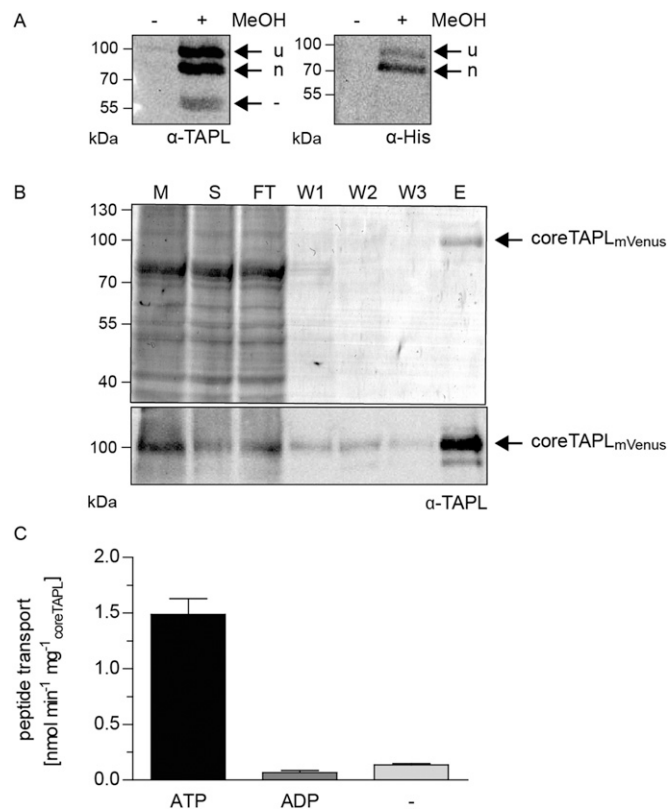 A
- + MeOH - + MeOH
100 u 100 u
70 n 70 n
55 - 55
kDa α-TAPL kDa α-His
B
M S FT W1 W2 W3 E
130
100 coreTAPLmVenus
70
55
40
100 coreTAPLmVenus
kDa α-TAPL
C
peptide transport
[nmol min-1 mg-1 coreTAPL]
2.0
1.5
1.0
0.5
0.0
ATP ADP -